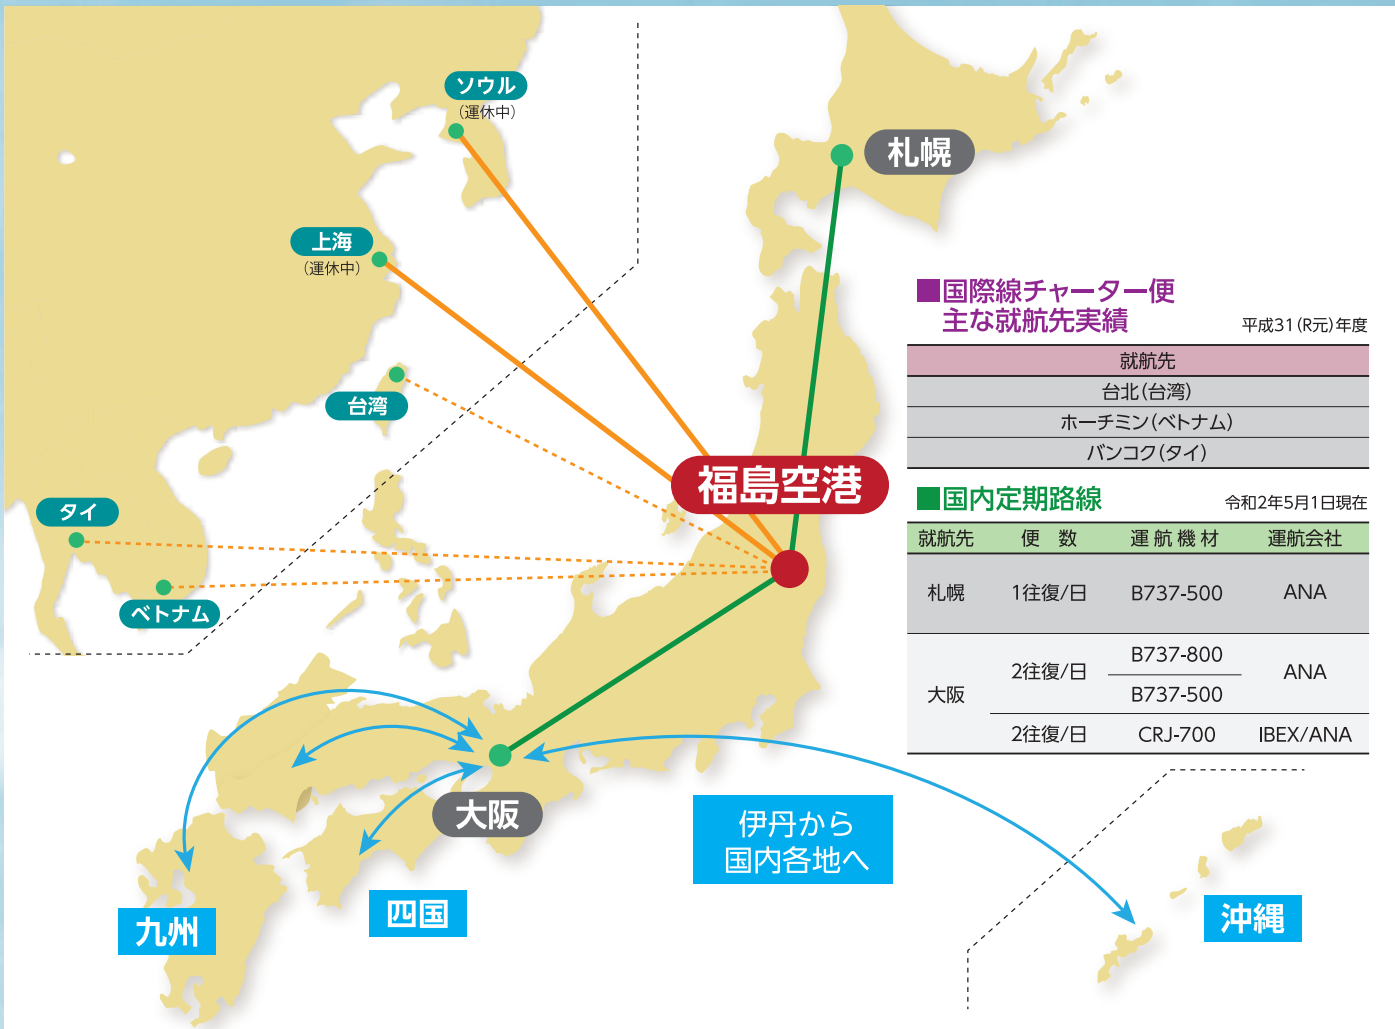 ソウル
(運休中)
札幌
上海
(運休中)
台湾
タイ
ベトナム
福島空港
大阪
九州
四国
伊丹から
国内各地へ
沖縄
■国際線チャーター便
主な就航先実績
平成31(R元)年度
就航先
台北(台湾)
ホーチミン(ベトナム)
バンコク(タイ)
■国内定期路線
令和2年5月1日現在
就航先 便数 運航機材 運航会社
札幌 1往復/日 B737-500 ANA
大阪 2往復/日 B737-800 B737-500 ANA
2往復/日 CRJ-700 IBEX/ANA